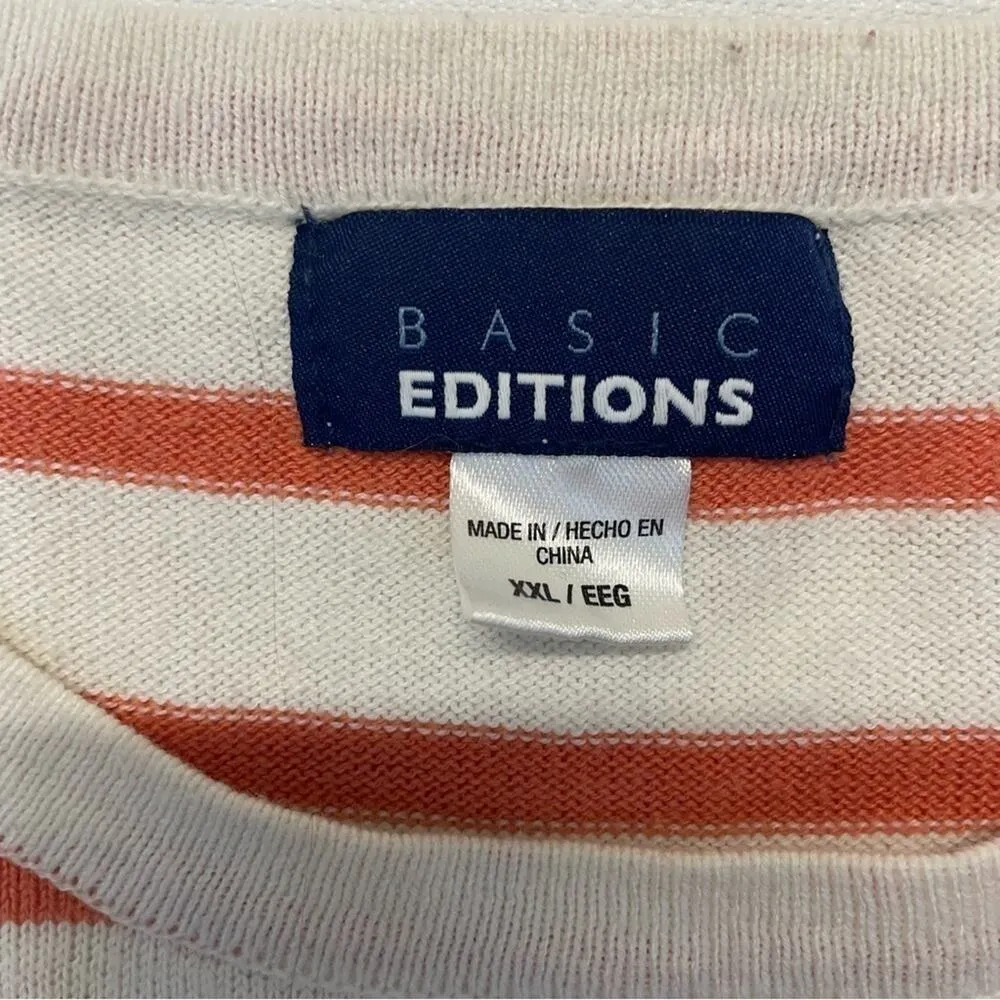 BASIC
EDITIONS
MADE IN / HECHO EN
CHINA
XXL / EEG